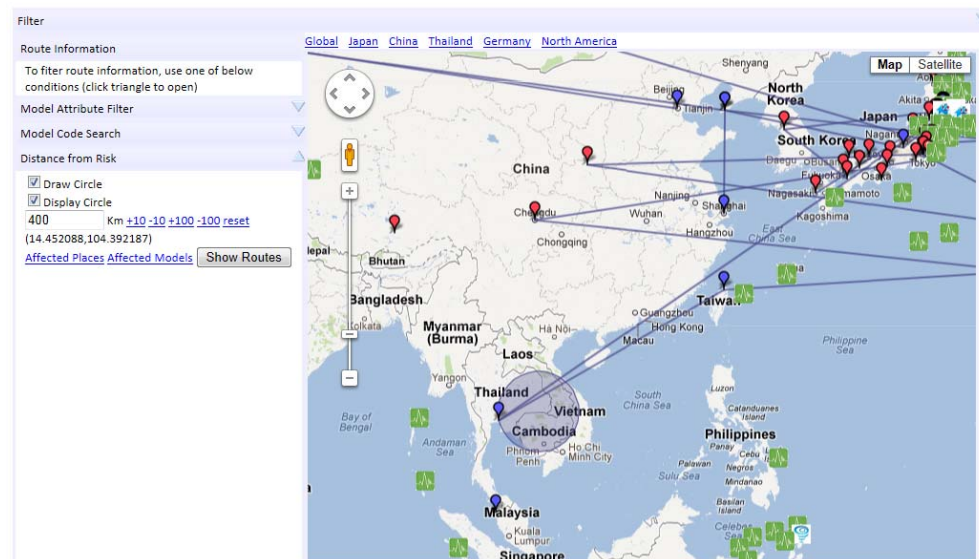 Filter
Route Information
To fiter route information, use one of below
conditions (click triangle to open)
Model Attribute Filter
Model Code Search
Distance from Risk
Draw Circle
Display Circle
400 Km +10 -10 +100 -100 reset
(14.452088,104.392187)
Affected Places Affected Models Show Routes
Global Japan China Thailand Germany North America
Map Satellite
Shenyang
Beijing
Tianjin
North
Korea
Akita
Japan
South Korea
Daegu
Tokyo
Osaka
Fukuoka
Nagasaki
Kagoshima
China
Nanjing
Shanghai
Chengdu
Wuhan
Hangzhou
East
China Sea
Chongqing
Nepal
Bhutan
Bangladesh
Kolkata
Taiwan
Guangzhou
Hong Kong
Macau
Myanmar
(Burma)
Hà Nội
Laos
Philippine
Sea
Yangon
Thailand
Vietnam
South
China Sea
Luzon
Catanduanes
Island
Bay of
Bengal
Cambodia
Philippines
Andaman
Sea
Phnom
Penh
Ho Chi
Minh City
Panay
Cebu
Palawan
Negros
Sulu Sea
Mindanao
Basilan
Island
Malaysia
Kuala
Lumpur
Celebes
Sea
Singapore